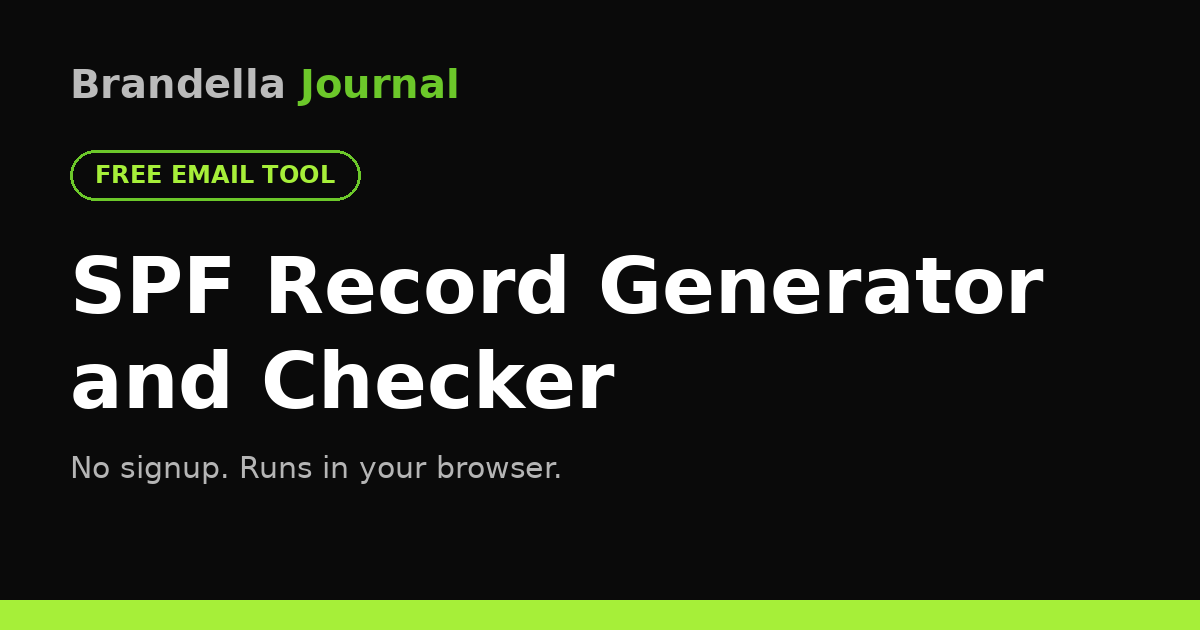 Brandella Journal
FREE EMAIL TOOL
SPF Record Generator
and Checker
No signup. Runs in your browser.